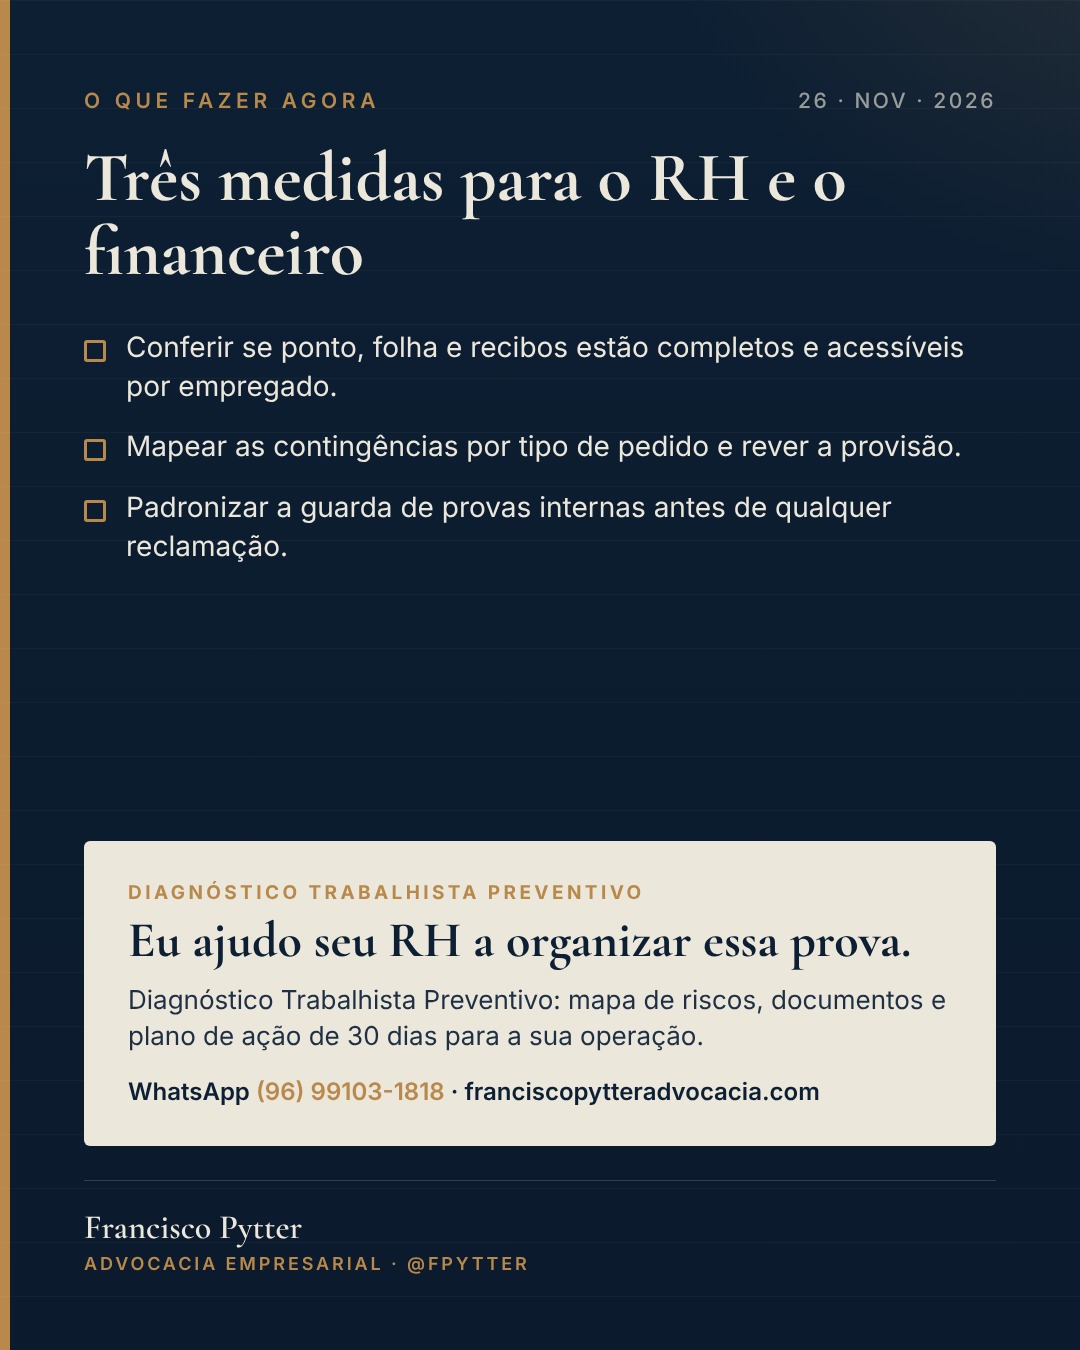 O QUE FAZER AGORA
26 · NOV · 2026
Três medidas para o RH e o
financeiro
Conferir se ponto, folha e recibos estão completos e acessíveis
por empregado.
Mapear as contingências por tipo de pedido e rever a provisão.
Padronizar a guarda de provas internas antes de qualquer
reclamação.
DIAGNÓSTICO TRABALHISTA PREVENTIVO
Eu ajudo seu RH a organizar essa prova.
Diagnóstico Trabalhista Preventivo: mapa de riscos, documentos e
plano de ação de 30 dias para a sua operação.
WhatsApp (96) 99103-1818 · franciscopytteradvocacia.com
Francisco Pytter
ADVOCACIA EMPRESARIAL · @FPYTTER